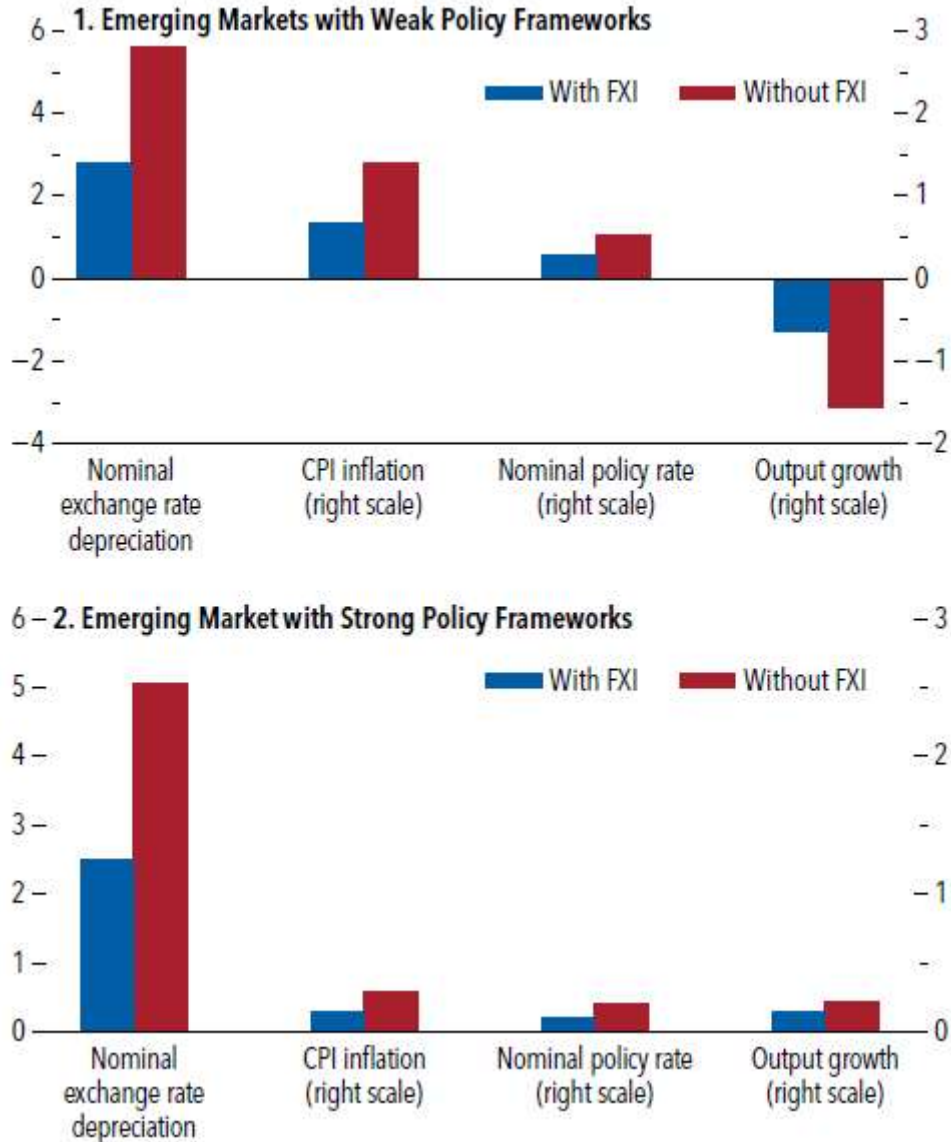 1. Emerging Markets with Weak Policy Frameworks
6 –
– 3
With FXI
Without FXI
4 –
– 2
2 –
– 1
0
0
−2 –
– −1
−4
−2
Nominal
exchange rate
depreciation
CPI inflation
(right scale)
Nominal policy rate
(right scale)
Output growth
(right scale)
2. Emerging Market with Strong Policy Frameworks
6 –
– 3
With FXI
Without FXI
5 –
4 –
– 2
3 –
2 –
– 1
1 –
0
0
Nominal
exchange rate
depreciation
CPI inflation
(right scale)
Nominal policy rate
(right scale)
Output growth
(right scale)